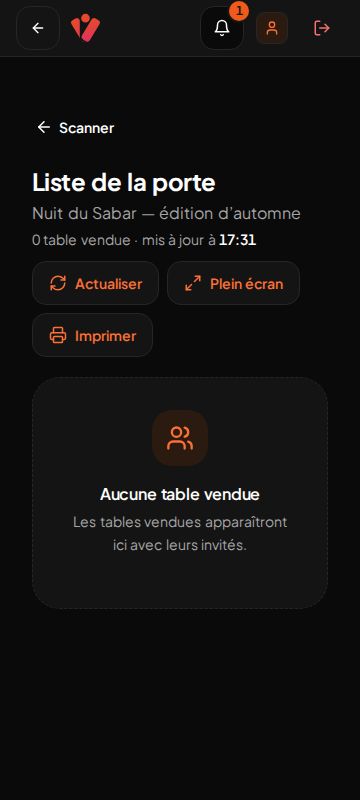 1
Scanner
Liste de la porte
Nuit du Sabar — édition d'automne
0 table vendue · mis à jour à 17:31
Actualiser
Plein écran
Imprimer
Aucune table vendue
Les tables vendues apparaîtront
ici avec leurs invités.